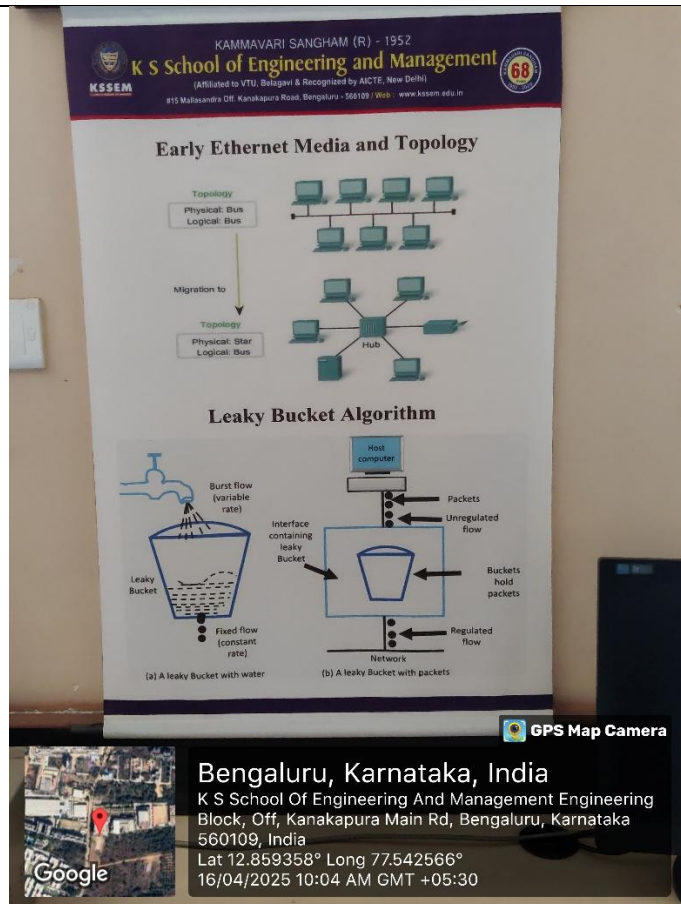 KAMMAVARI SANGHAM (R) - 1952
K S School of Engineering and Management
(Affiliated to VTU, Belagavi & Recognized by AICTE, New Delhi)
#15 Mallasandra Off. Kanakapura Road, Bengaluru - 560109 / Web : www.kssem.edu.in
KSSEM
68
Early Ethernet Media and Topology
Topology
Physical: Bus
Logical: Bus
Migration to
Topology
Physical: Star
Logical: Bus
Hub
Leaky Bucket Algorithm
Burst flow
(variable
rate)
Leaky
Bucket
Fixed flow
(constant
rate)
(a) A leaky Bucket with water
Host
computer
Packets
Unregulated
flow
Interface
containing
leaky
Bucket
Buckets
hold
packets
Regulated
flow
Network
(b) A leaky Bucket with packets
GPS Map Camera
Bengaluru, Karnataka, India
K S School Of Engineering And Management Engineering
Block, Off, Kanakapura Main Rd, Bengaluru, Karnataka
560109, India
Lat 12.859358° Long 77.542566°
16/04/2025 10:04 AM GMT +05:30
Google